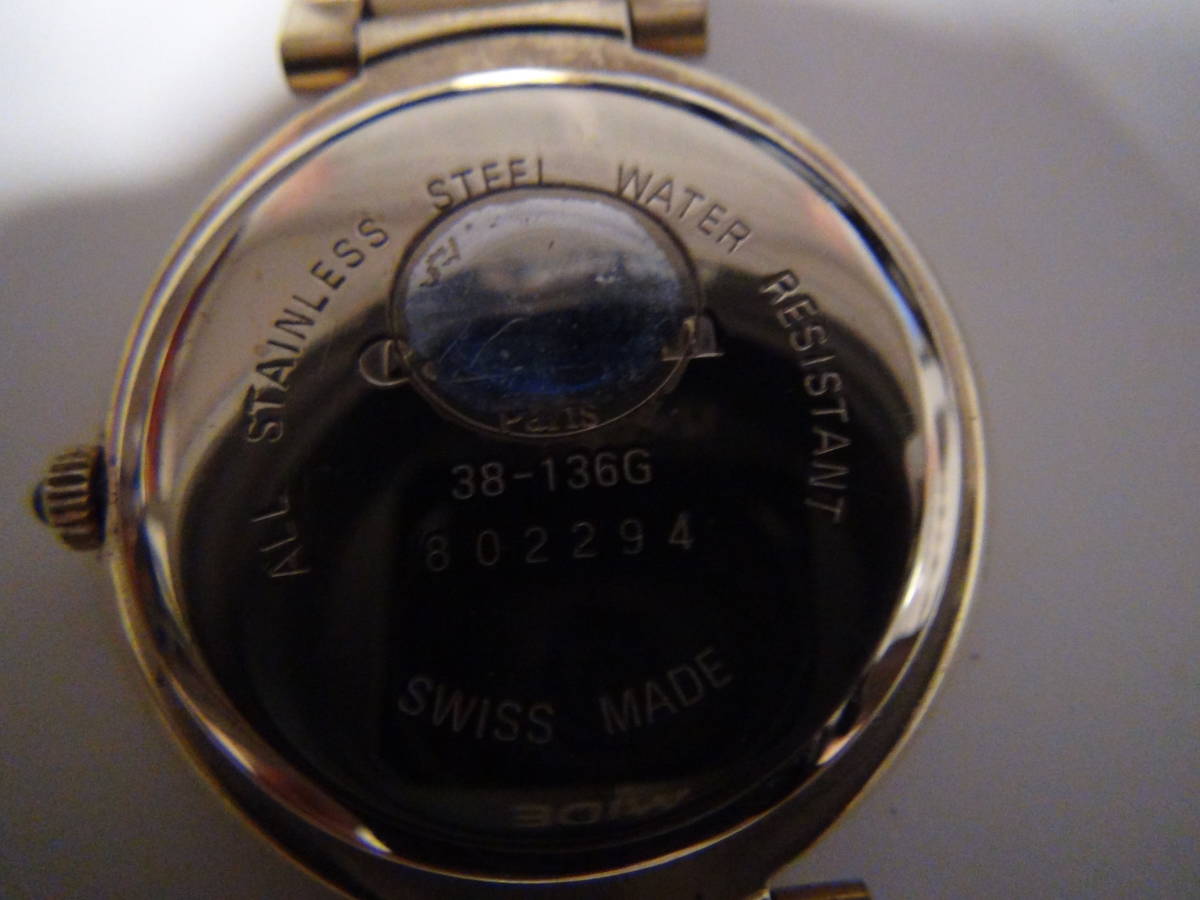 ALL STAINLESS STEEL WATER RESISTANT
Paris
38-136G
802294
SWISS MADE